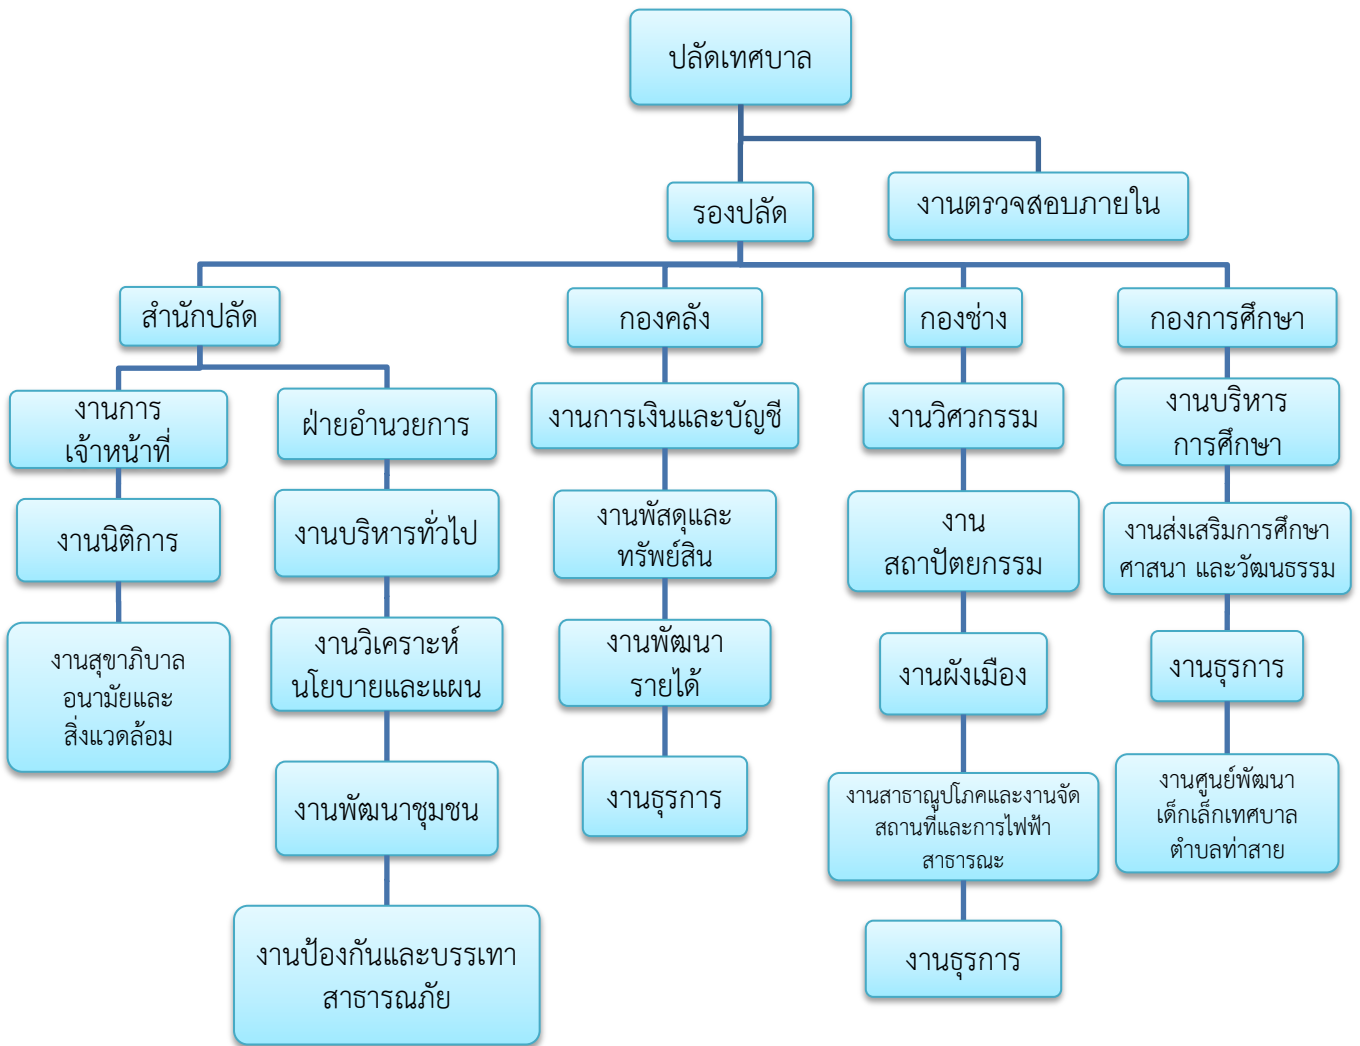 ปลัดเทศบาล
รองปลัด
งานตรวจสอบภายใน
สำนักปลัด
กองคลัง
กองช่าง
กองการศึกษา
งานการ
เจ้าหน้าที่
งานนิติการ
งานสุขาภิบาล
อนามัยและ
สิ่งแวดล้อม
ฝ่ายอำนวยการ
งานบริหารทั่วไป
งานวิเคราะห์
นโยบายและแผน
งานพัฒนาชุมชน
งานป้องกันและบรรเทา
สาธารณภัย
งานการเงินและบัญชี
งานพัสดุและ
ทรัพย์สิน
งานพัฒนา
รายได้
งานธุรการ
งานวิศวกรรม
งาน
สถาปัตยกรรม
งานผังเมือง
งานสาธาณูปโภคและงานจัด
สถานที่และการไฟฟ้า
สาธารณะ
งานธุรการ
งานบริหาร
การศึกษา
งานส่งเสริมการศึกษา
ศาสนา และวัฒนธรรม
งานธุรการ
งานศูนย์พัฒนา
เด็กเล็กเทศบาล
ตำบลท่าสาย